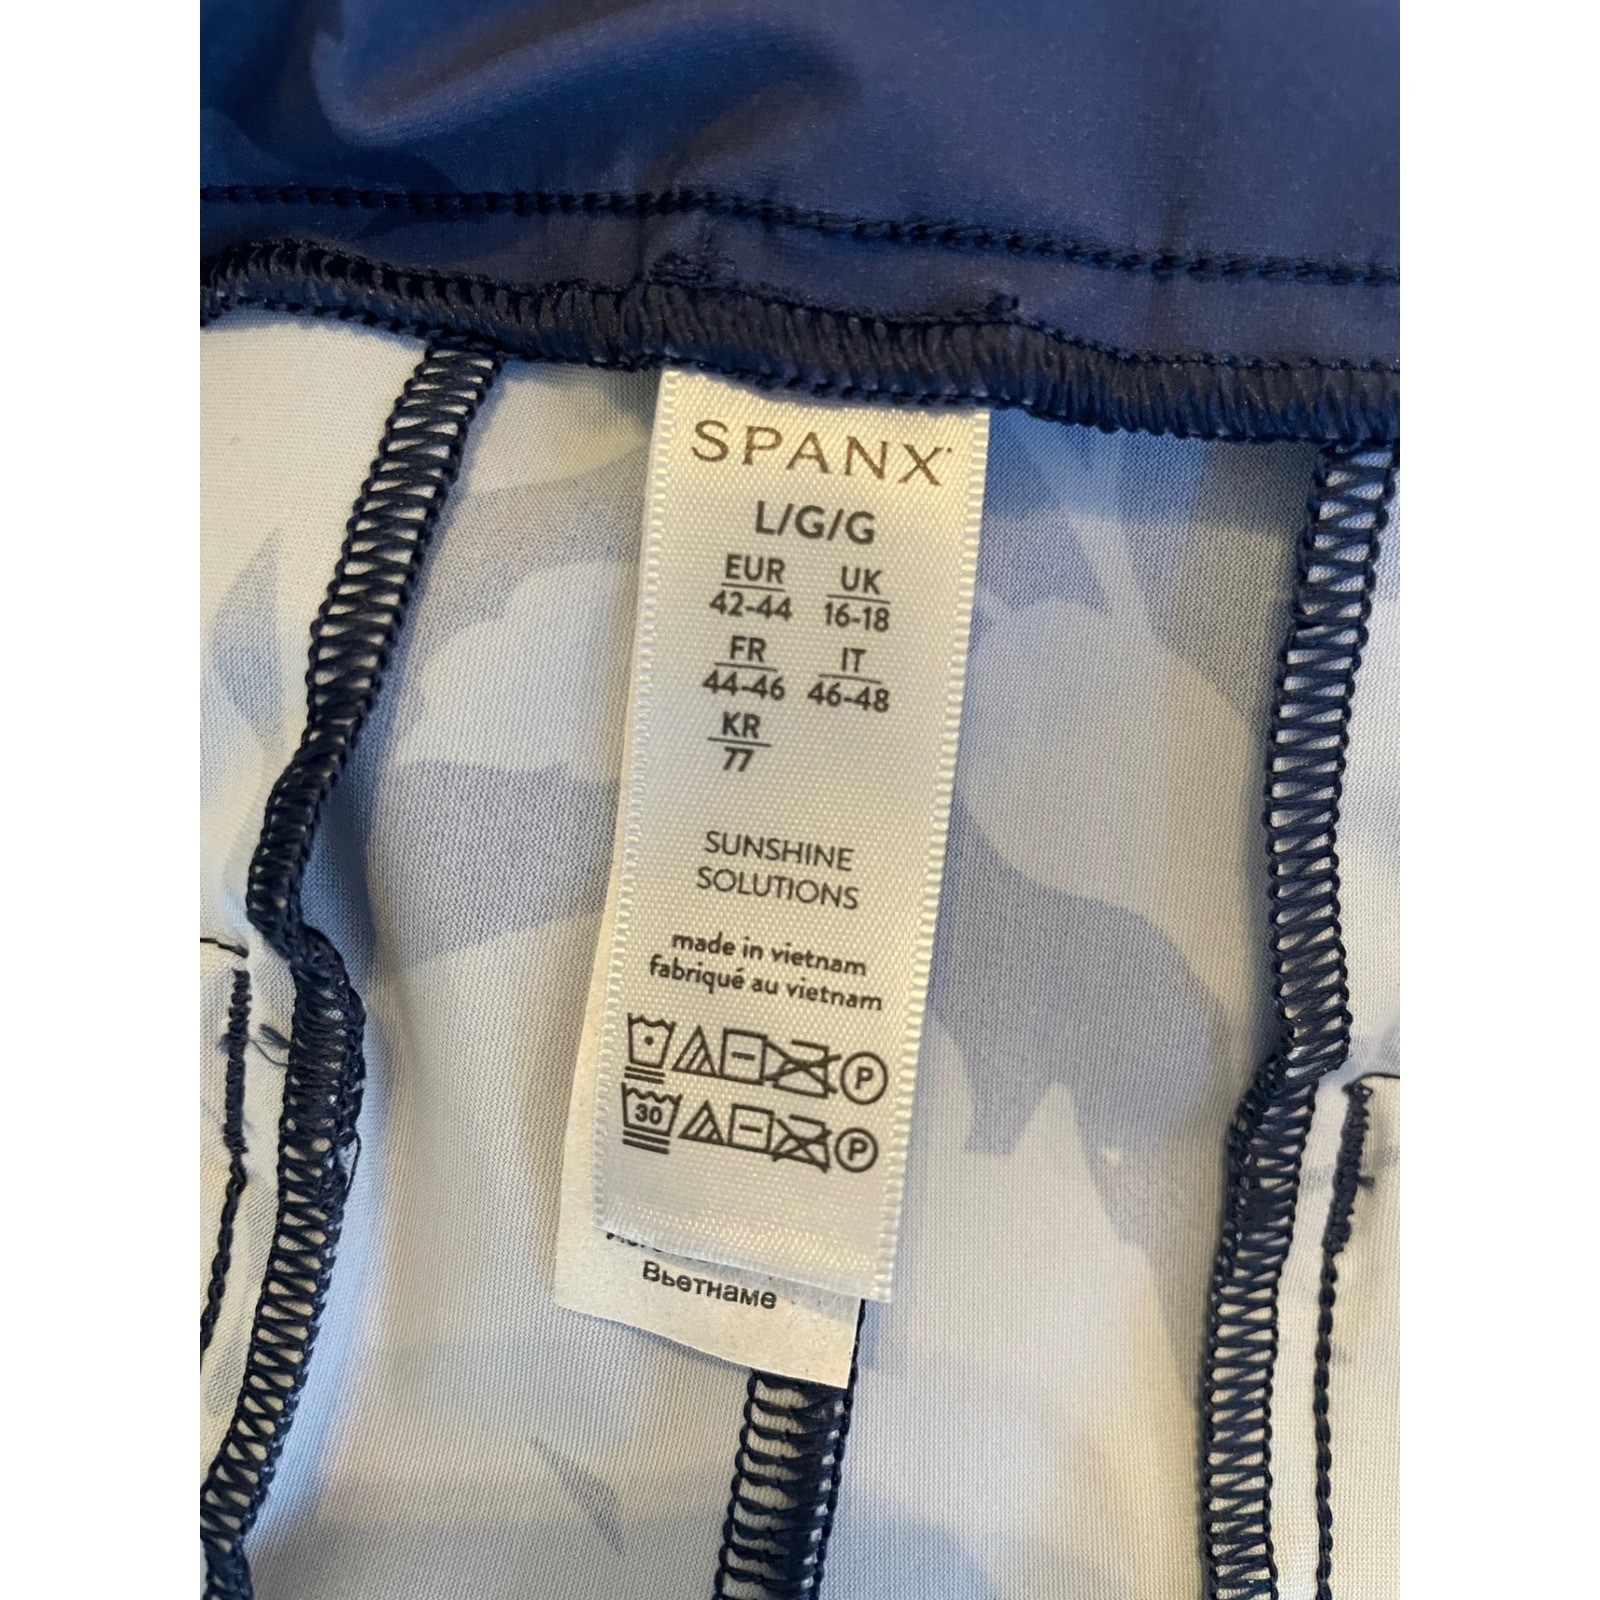 SPANX
L/G/G
EUR UK
42-44 16-18
FR IT
44-46 46-48
KR
77
SUNSHINE
SOLUTIONS
made in vietnam
fabriqué au vietnam
P
30 P
Вьетнаме